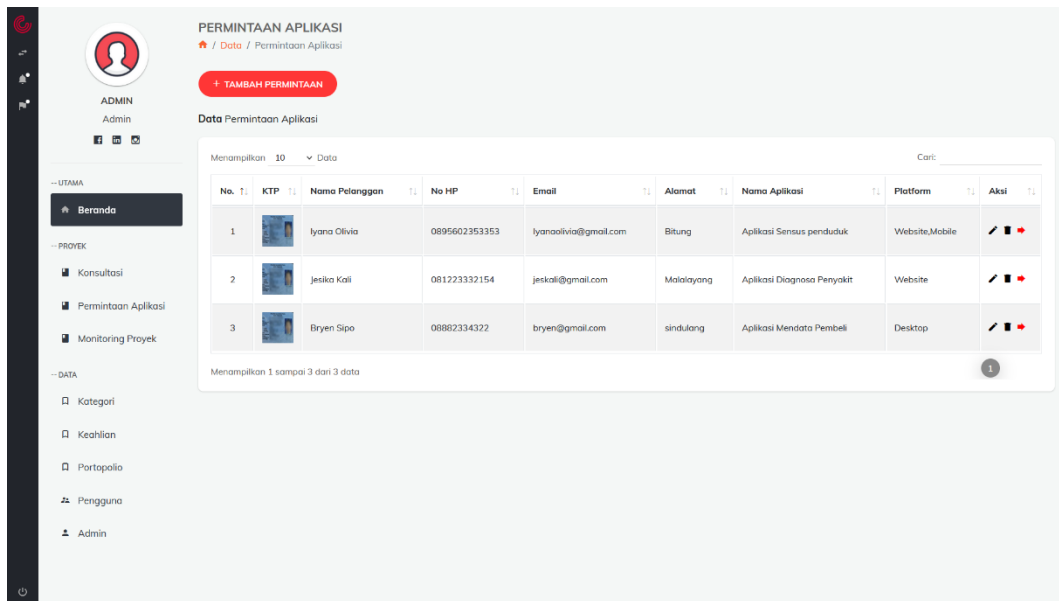 PERMINTAAN APLIKASI
/ Data / Permintaan Aplikasi
+ TAMBAH PERMINTAAN
Data Permintaan Aplikasi
ADMIN
Admin
-- UTAMA
Beranda
-- PROYEK
Konsultasi
Permintaan Aplikasi
Monitoring Proyek
-- DATA
Kategori
Keahlian
Portopolio
Pengguna
Admin
Menampilkan 10 Data
Cari:
No. KTP Nama Pelanggan No HP Email Alamat Nama Aplikasi Platform Aksi
1 Iyana Olivia 0895602353353 Iyanaolivia@gmail.com Bitung Aplikasi Sensus penduduk Website,Mobile
2 Jesika Kali 081223332154 jeskali@gmail.com Malalayang Aplikasi Diagnosa Penyakit Website
3 Bryen Sipo 08882334322 bryen@gmail.com sindulang Aplikasi Mendata Pembeli Desktop
Menampilkan 1 sampai 3 dari 3 data
1